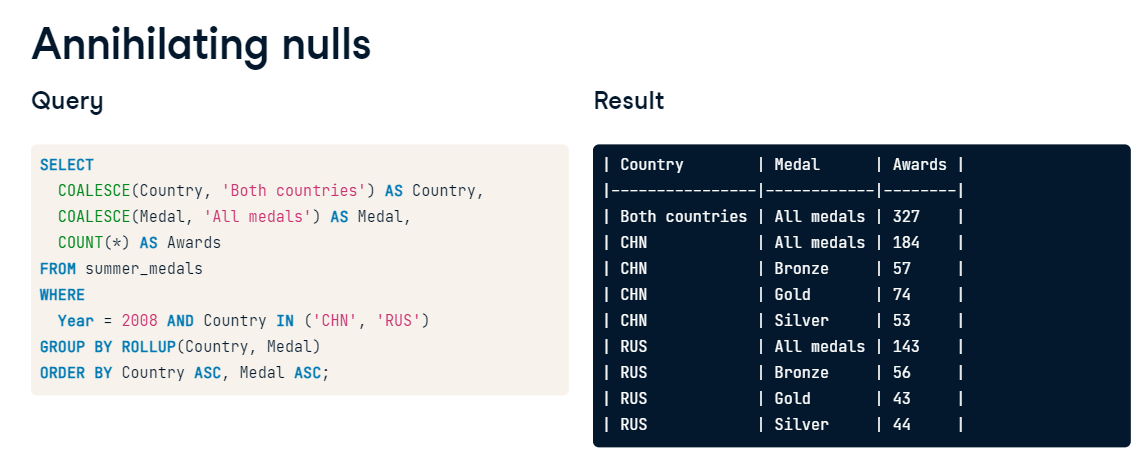 Annihilating nulls
Query
SELECT
  COALESCE(Country, 'Both countries') AS Country,
  COALESCE(Medal, 'All medals') AS Medal,
  COUNT(*) AS Awards
FROM summer_medals
WHERE
  Year = 2008 AND Country IN ('CHN', 'RUS')
GROUP BY ROLLUP(Country, Medal)
ORDER BY Country ASC, Medal ASC;
Result
| Country        | Medal      | Awards |
|----------------|------------|--------|
| Both countries | All medals | 327    |
| CHN            | All medals | 184    |
| CHN            | Bronze     | 57     |
| CHN            | Gold       | 74     |
| CHN            | Silver     | 53     |
| RUS            | All medals | 143    |
| RUS            | Bronze     | 56     |
| RUS            | Gold       | 43     |
| RUS            | Silver     | 44     |